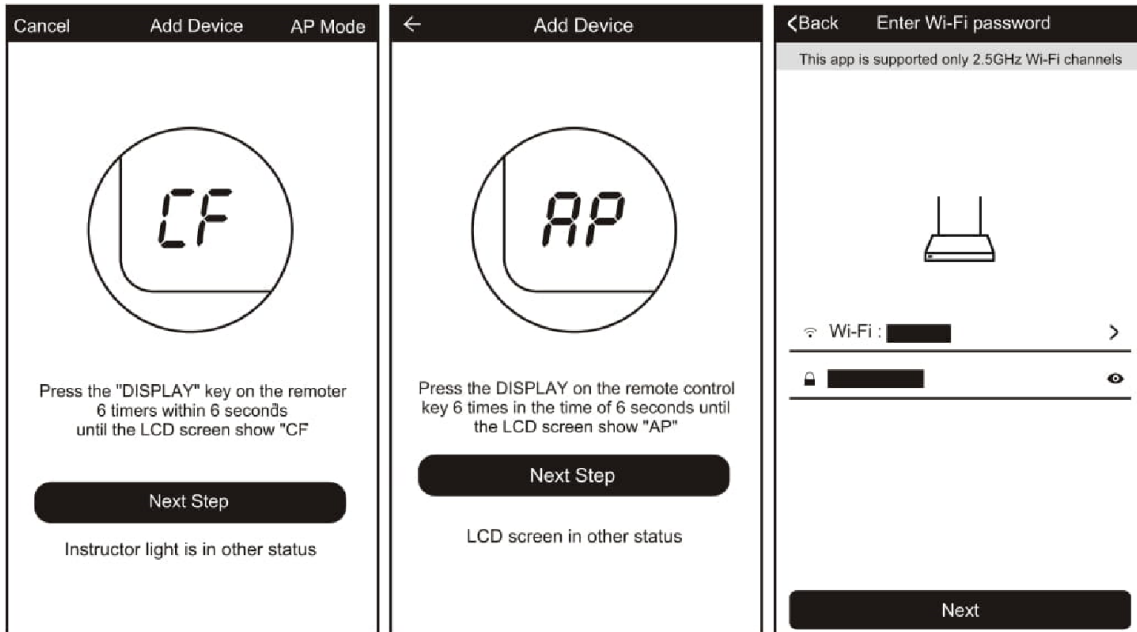 Cancel Add Device AP Mode
CF
Press the "DISPLAY" key on the remoter
6 timers within 6 seconds
until the LCD screen show "CF
Next Step
Instructor light is in other status
Add Device
AP
Press the DISPLAY on the remote control
key 6 times in the time of 6 seconds until
the LCD screen show "AP"
Next Step
LCD screen in other status
Back Enter Wi-Fi password
This app is supported only 2.5GHz Wi-Fi channels
Wi-Fi :
Next